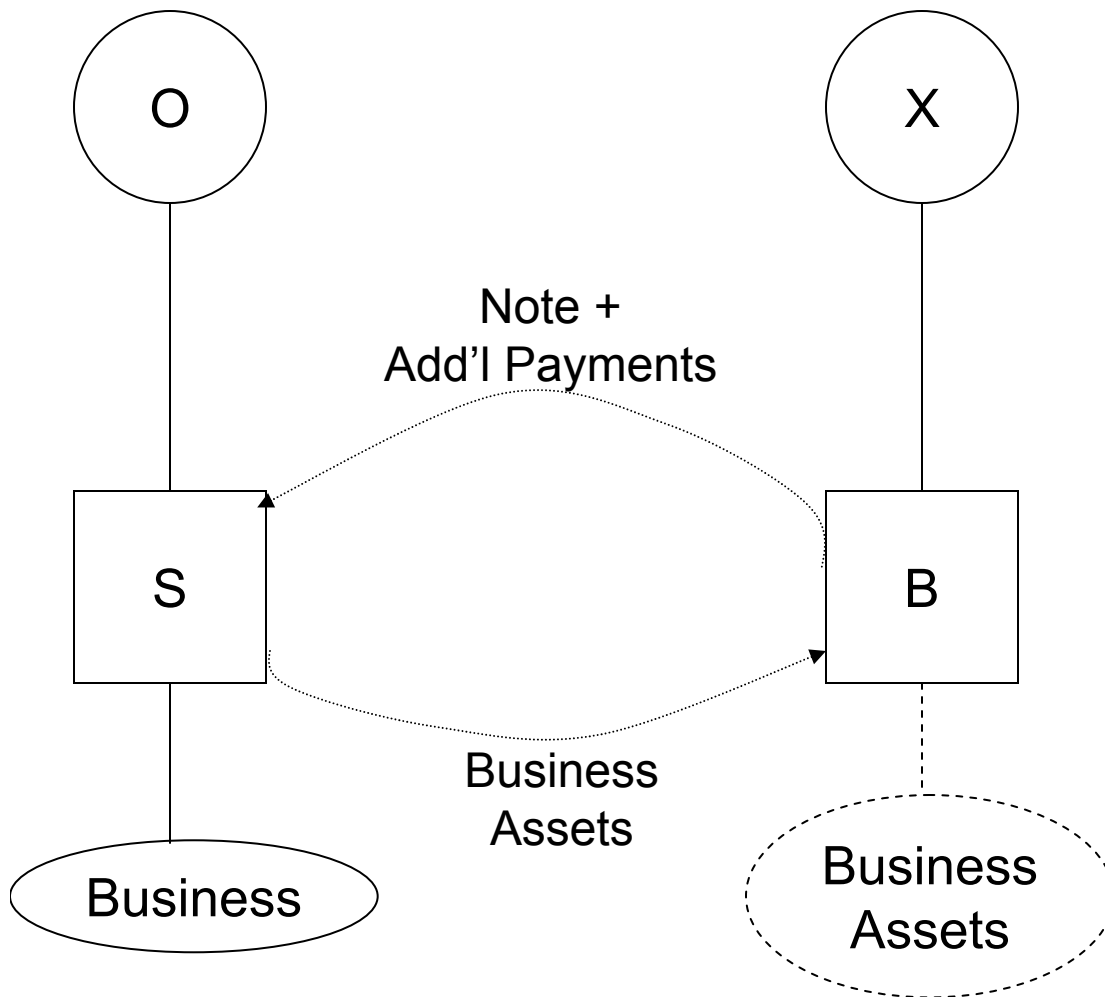 O
X
Note +
Add'l Payments
S
B
Business
Assets
Business
Business
Assets